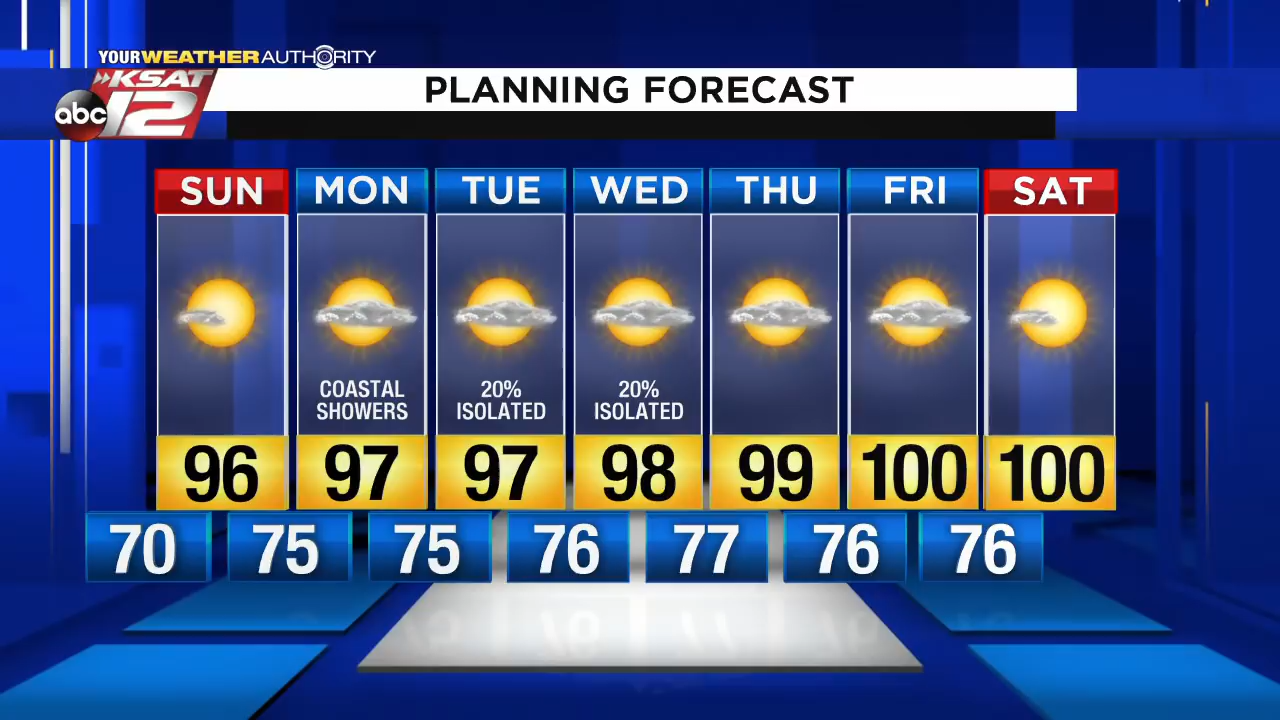 YOURWEATHERAUTHORITY
KSAT
abc 12
PLANNING FORECAST
SUN MON TUE WED THU FRI SAT
COASTAL SHOWERS
20% ISOLATED
20% ISOLATED
96 97 97 98 99 100 100
70 75 75 76 77 76 76